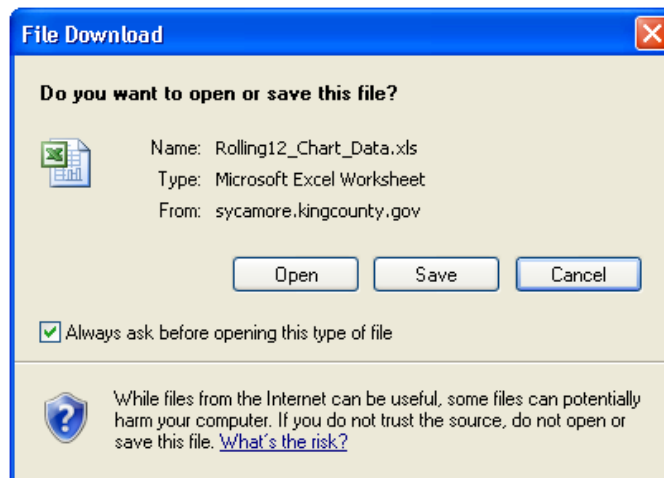 File Download
Do you want to open or save this file?
Name: Rolling12_Chart_Data.xls
Type: Microsoft Excel Worksheet
From: sycamore.kingcounty.gov
Open Save Cancel
Always ask before opening this type of file
While files from the Internet can be useful, some files can potentially
harm your computer. If you do not trust the source, do not open or
save this file. What's the risk?